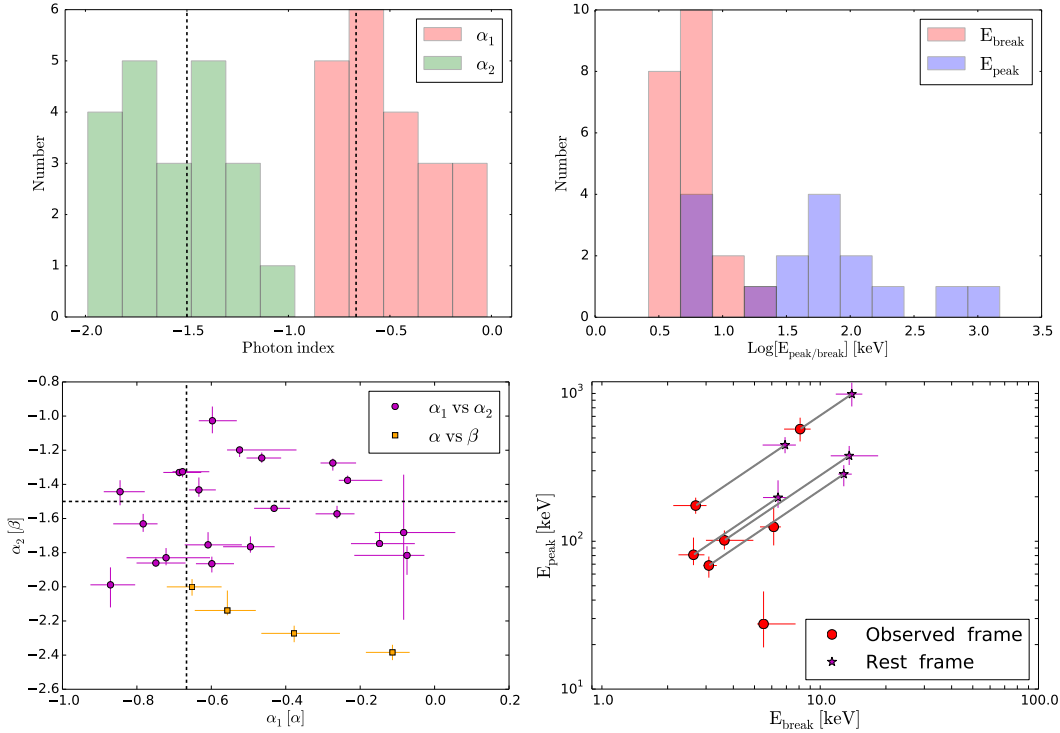 6
5
4
3
2
1
0
Number
−2.0 −1.5 −1.0 −0.5 0.0
Photon index
α₁
α₂
10
8
6
4
2
0
Number
0.0 0.5 1.0 1.5 2.0 2.5 3.0 3.5
Log[E_peak/break] [keV]
E_break
E_peak
−0.8
−1.0
−1.2
−1.4
−1.6
−1.8
−2.0
−2.2
−2.4
−2.6
α₂ [β]
−1.0 −0.8 −0.6 −0.4 −0.2 0.0 0.2
α₁ [α]
α₁ vs α₂
α vs β
10³
10²
10¹
E_peak [keV]
1.0 10.0 100.0
E_break [keV]
Observed frame
Rest frame